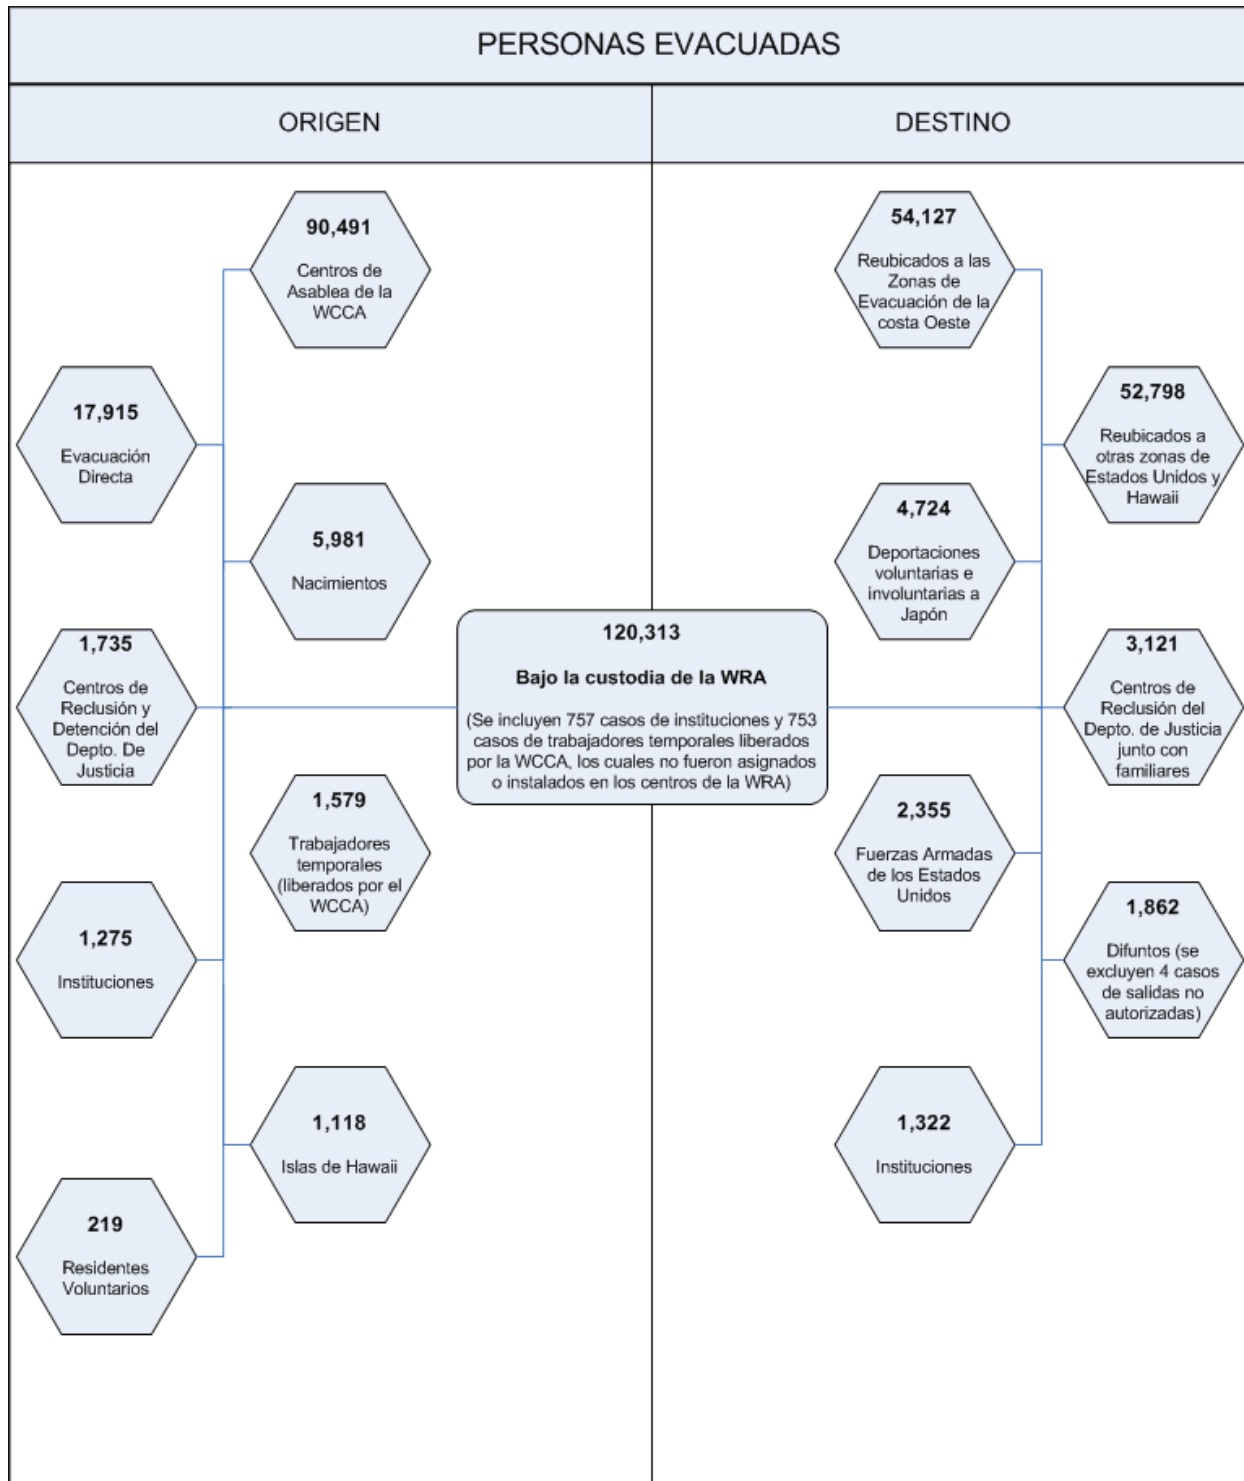 PERSONAS EVACUADAS
ORIGEN
DESTINO
90,491
Centros de
Asablea de la
WCCA
17,915
Evacuación
Directa
5,981
Nacimientos
1,735
Centros de
Reclusión y
Detención del
Depto. De
Justicia
1,579
Trabajadores
temporales
(liberados por el
WCCA)
1,275
Instituciones
1,118
Islas de Hawaii
219
Residentes
Voluntarios
120,313
Bajo la custodia de la WRA
(Se incluyen 757 casos de instituciones y 753
casos de trabajadores temporales liberados
por la WCCA, los cuales no fueron asignados
o instalados en los centros de la WRA)
54,127
Reubicados a las
Zonas de
Evacuación de la
costa Oeste
52,798
Reubicados a
otras zonas de
Estados Unidos y
Hawaii
4,724
Deportaciones
voluntarias e
involuntarias a
Japón
3,121
Centros de
Reclusión del
Depto. de Justicia
junto con
familiares
2,355
Fuerzas Armadas
de los Estados
Unidos
1,862
Difuntos (se
excluyen 4 casos
de salidas no
autorizadas)
1,322
Instituciones